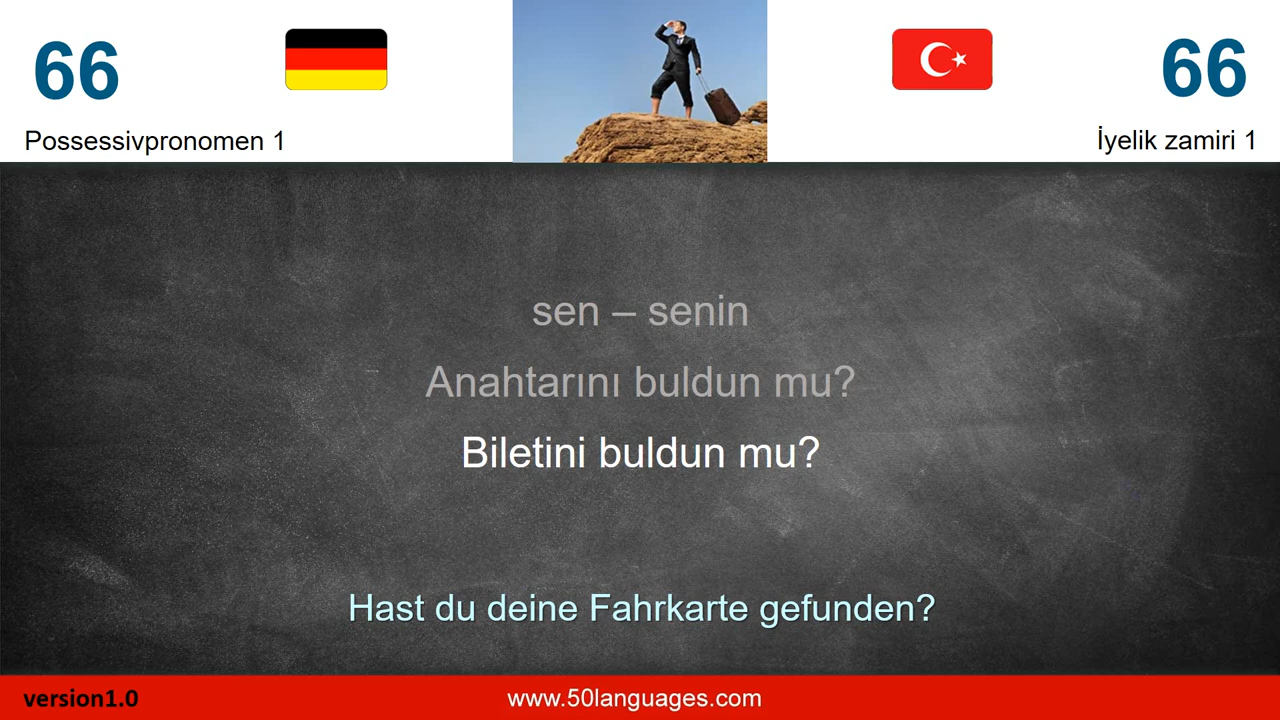 66
66
Possessivpronomen 1
İyelik zamiri 1
sen – senin
Anahtarını buldun mu?
Biletini buldun mu?
Hast du deine Fahrkarte gefunden?
version1.0
www.50languages.com